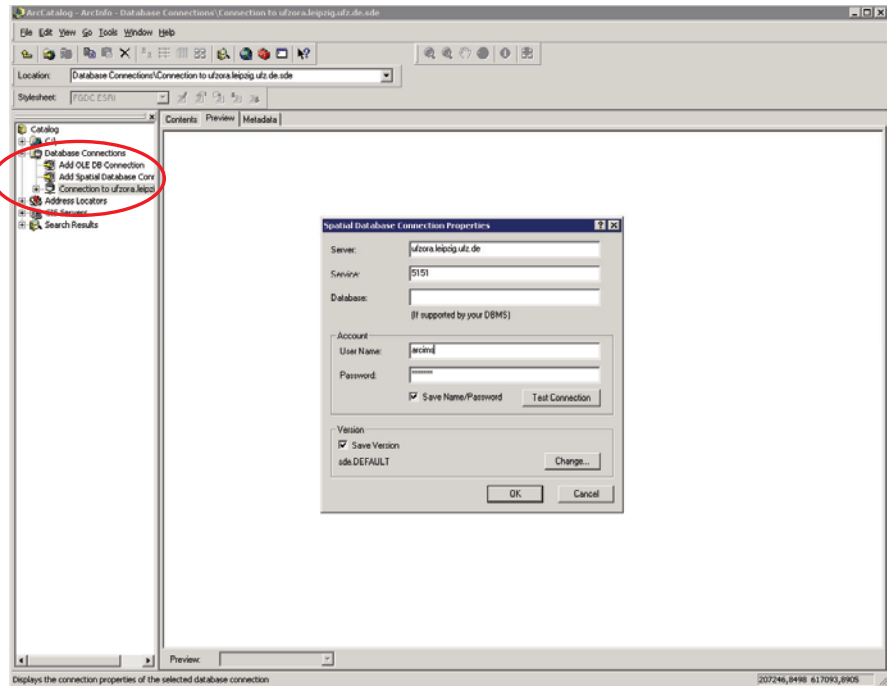 ArcCatalog - ArcInfo - Database Connections\Connection to ufzora.leipzig.ufz.de.sde
File Edit View Go Tools Window Help
Location: Database Connections\Connection to ufzora.leipzig.ufz.de.sde
Stylesheet: FGDC ESRI
Contents Preview Metadata
Catalog
C:\
Database Connections
Add OLE DB Connection
Add Spatial Database Conn
Connection to ufzora.leipzi
Address Locators
GIS Servers
Search Results
Spatial Database Connection Properties
Server: ufzora.leipzig.ufz.de
Service: 5151
Database:
(If supported by your DBMS)
Account
User Name: arcims
Password: ********
Save Name/Password Test Connection
Version
Save Version
sde.DEFAULT Change...
OK Cancel
Preview:
Displays the connection properties of the selected database connection 207246,8498 617093,8905